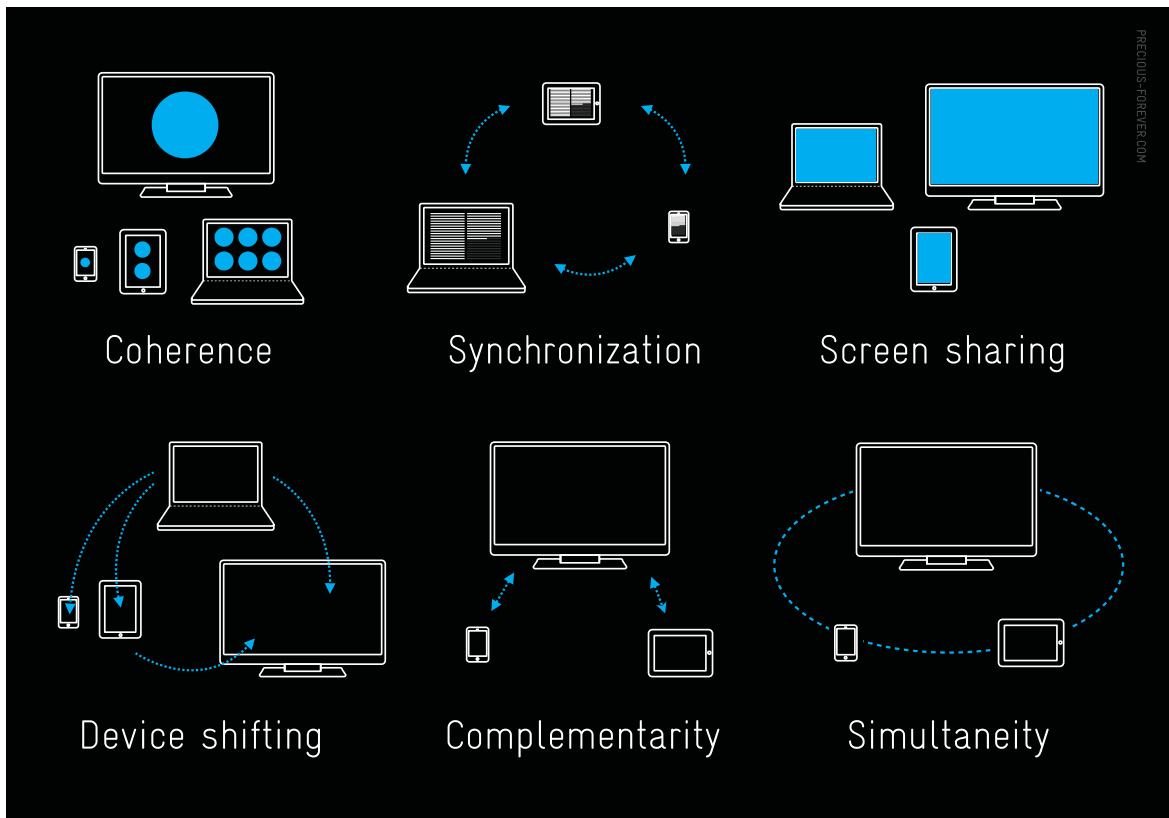 PRECIOUS-FOREVER.COM
Coherence
Synchronization
Screen sharing
Device shifting
Complementarity
Simultaneity